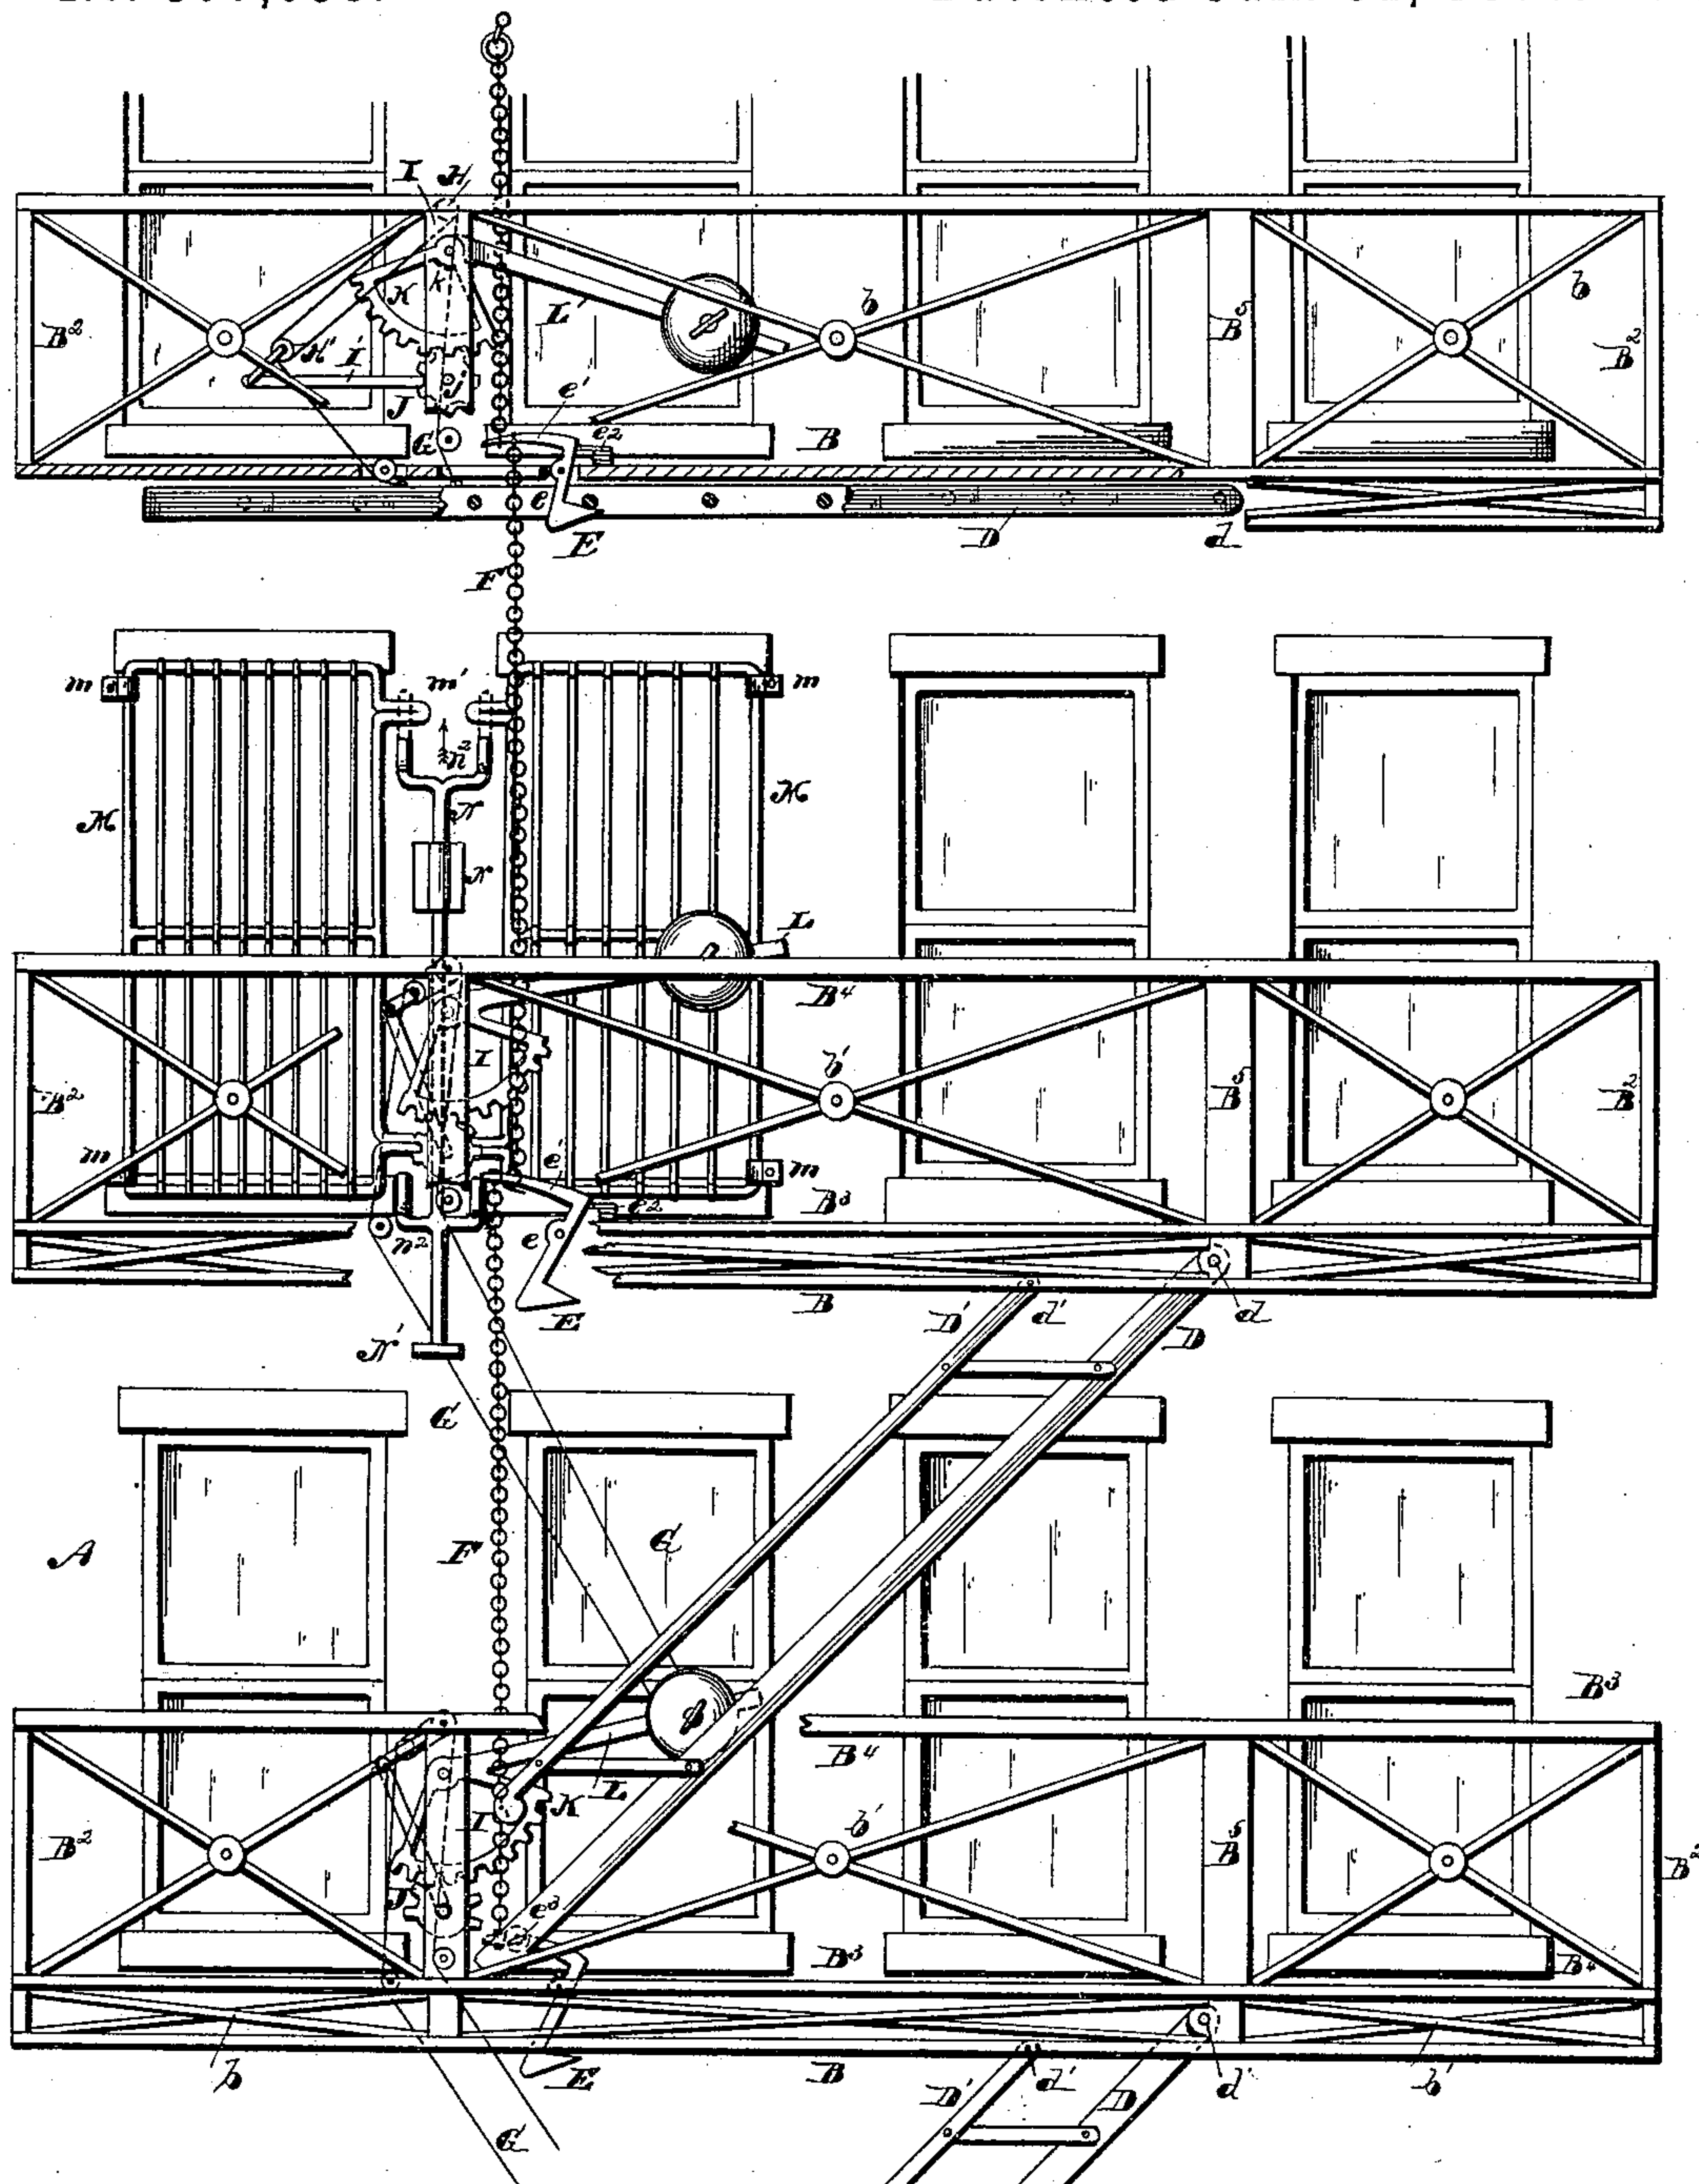 I
H
B²
K
k
L
b
B⁵
b
B²
H'
I'
J
j
G
e'
e²
B
e
E
D
d
F
m
m'
m
n²
M
N
M
N
L
B⁴
I
b'
B²
B⁵
B²
m
e'
m
B³
e²
n²
e
E
B
D'
d'
d
D
N'
G
A
F
G
B³
B⁴
L
K
I
b'
B²
B⁵
B²
J
e³
B³
B⁴
b
E
B
D'
d'
D
d
b'
G